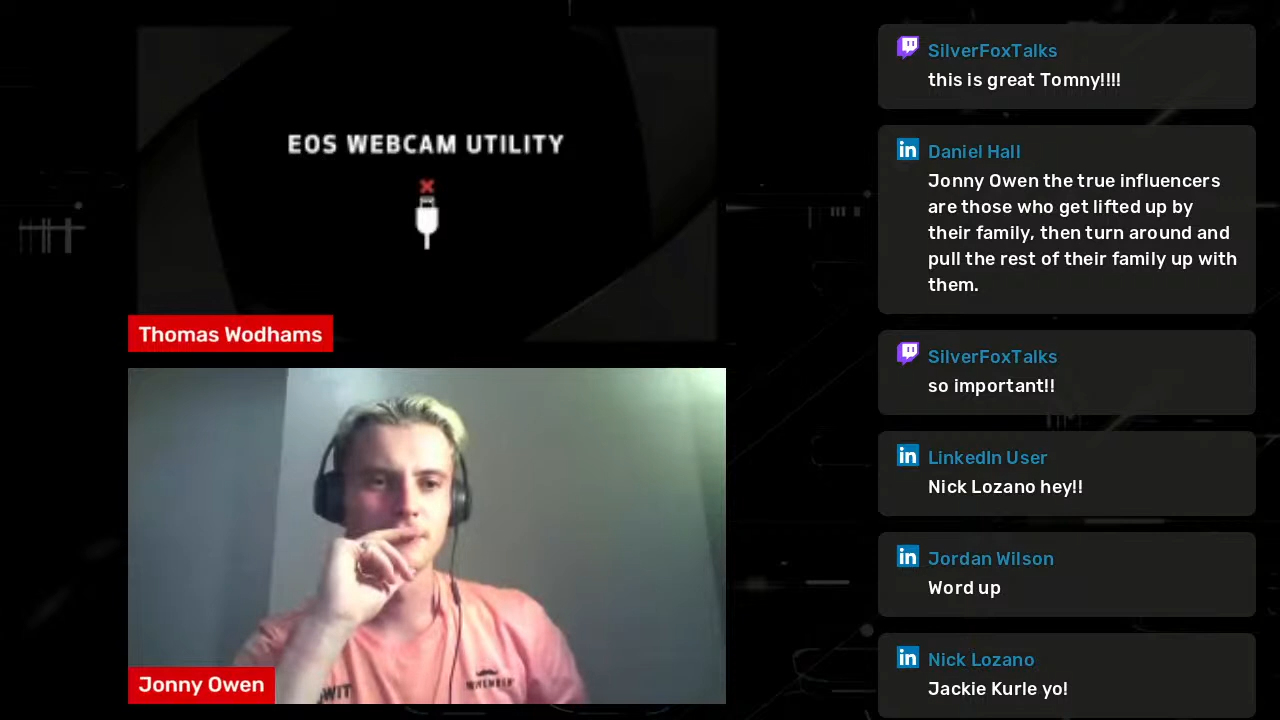 EOS WEBCAM UTILITY
Thomas Wodhams
Jonny Owen
SilverFoxTalks
this is great Tomny!!!!
Daniel Hall
Jonny Owen the true influencers
are those who get lifted up by
their family, then turn around and
pull the rest of their family up with
them.
SilverFoxTalks
so important!!
LinkedIn User
Nick Lozano hey!!
Jordan Wilson
Word up
Nick Lozano
Jackie Kurle yo!